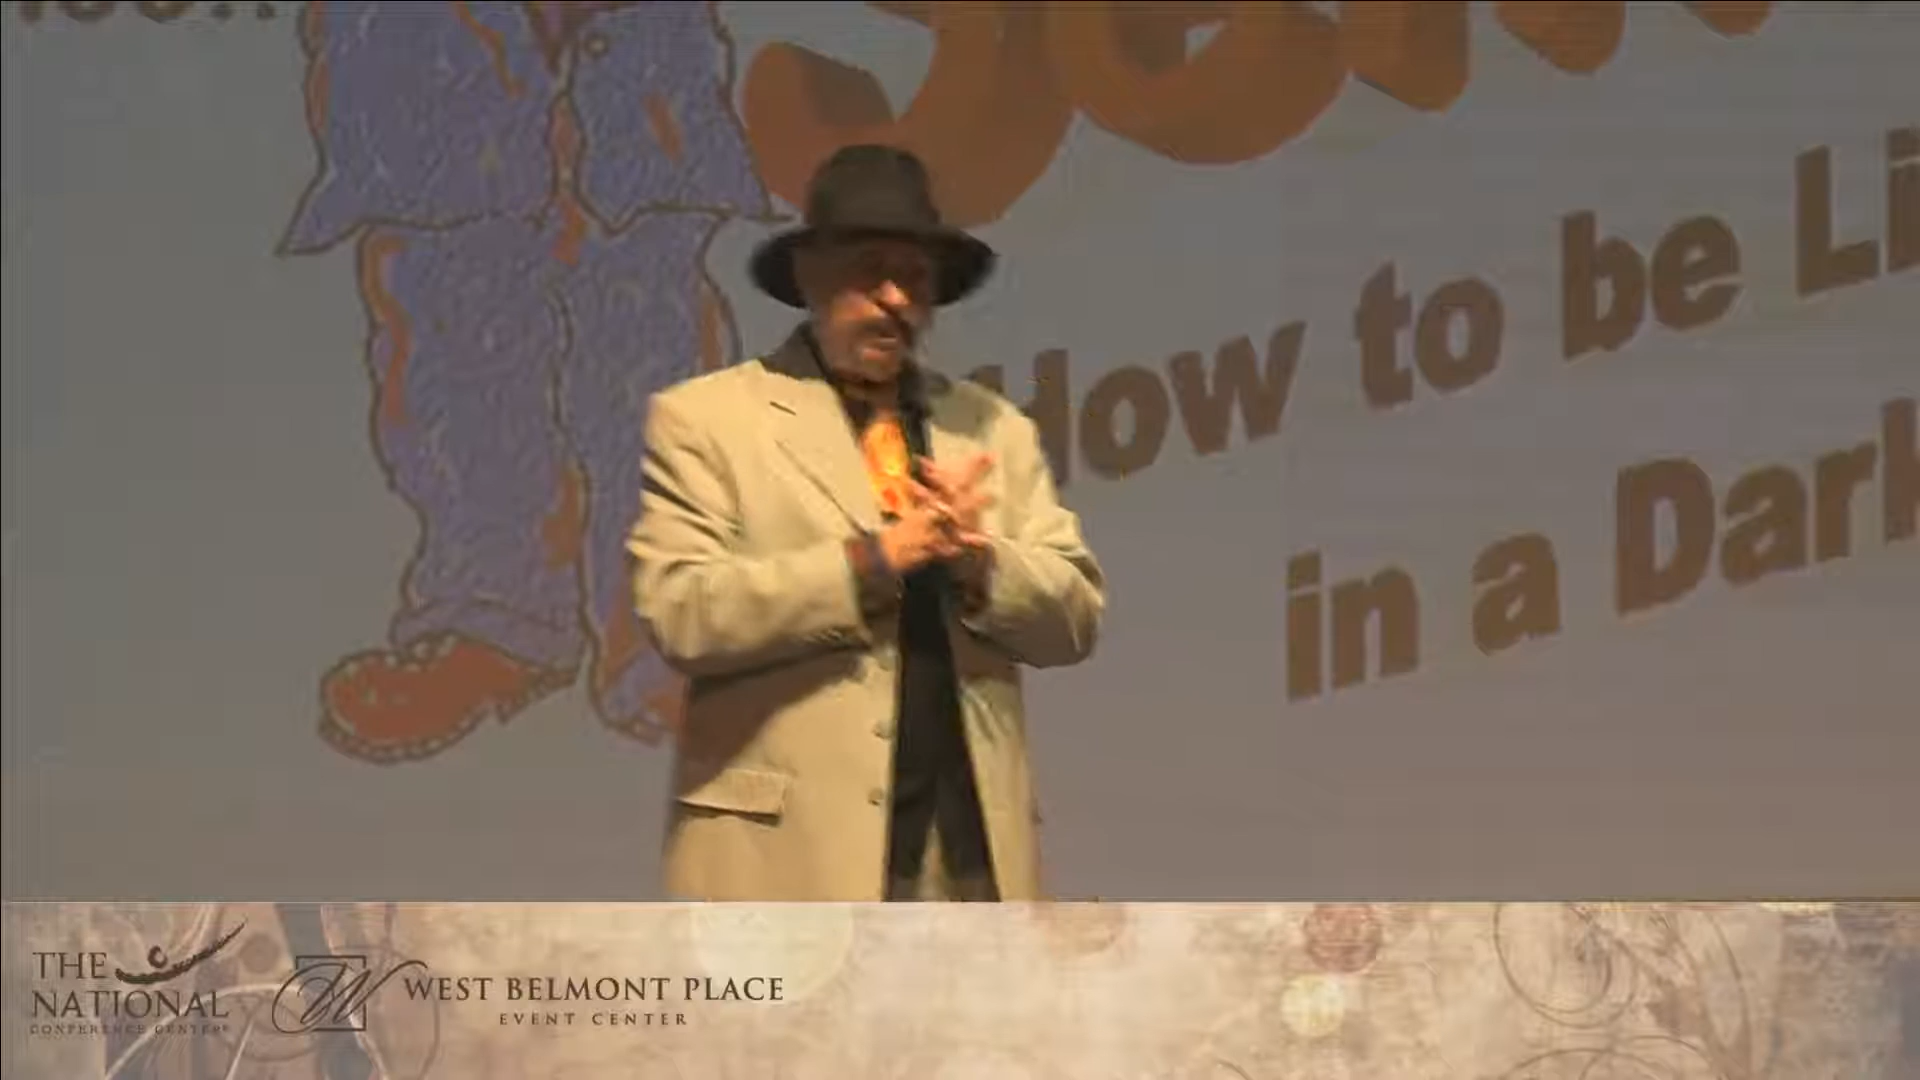 How to be Li
in a Dark
THE
NATIONAL
CONFERENCE CENTER®
WEST BELMONT PLACE
EVENT CENTER